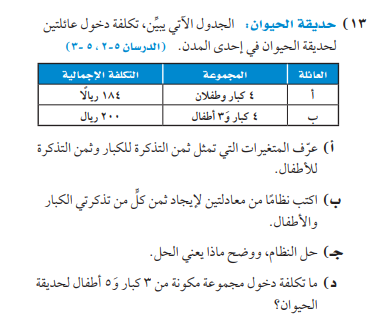 ١٣) حديقة الحيوان: الجدول الآتي يبيِّن، تكلفة دخول عائلتين
لحديقة الحيوان في إحدى المدن. (الدرسان ٥-٢، ٥-٣)
العائلة المجموعة التكلفة الإجمالية
أ ٤ كبار وطفلان ١٨٤ ريالًا
ب ٤ كبار وَ٣ أطفال ٢٠٠ ريال
أ) عرِّف المتغيرات التي تمثل ثمن التذكرة للكبار وثمن التذكرة
للأطفال.
ب) اكتب نظامًا من معادلتين لإيجاد ثمن كلٍّ من تذكرتي الكبار
والأطفال.
جـ) حل النظام، ووضح ماذا يعني الحل.
د) ما تكلفة دخول مجموعة مكونة من ٣ كبار وَ ٥ أطفال لحديقة
الحيوان؟